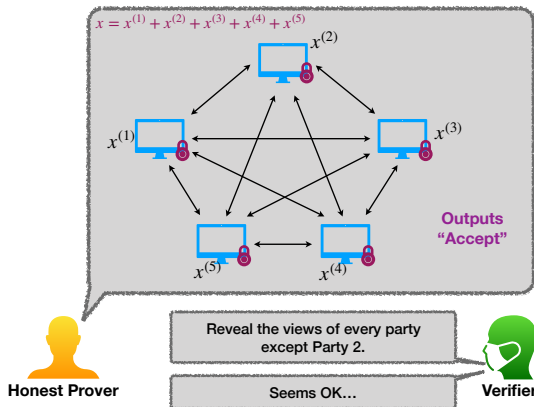 x = x⁽¹⁾ + x⁽²⁾ + x⁽³⁾ + x⁽⁴⁾ + x⁽⁵⁾
x⁽²⁾
x⁽¹⁾
x⁽³⁾
x⁽⁵⁾
x⁽⁴⁾
Outputs
“Accept”
Reveal the views of every party
except Party 2.
Seems OK…
Honest Prover
Verifier